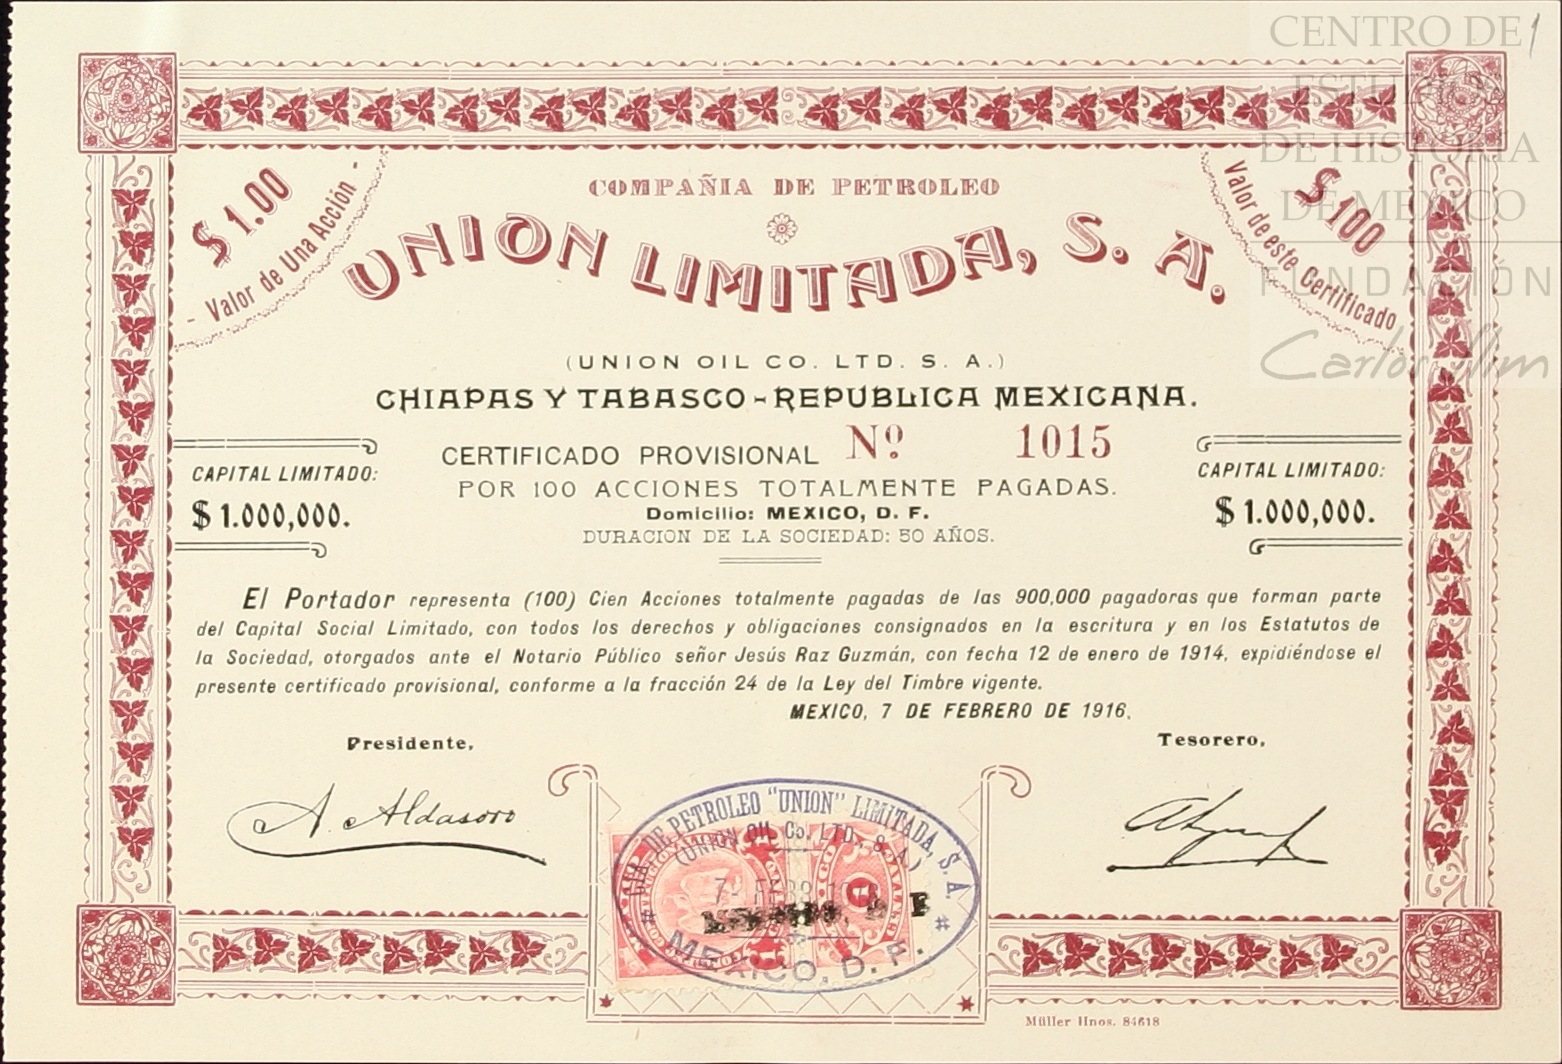 CENTRO DE
ESTUDIOS
DE HISTORIA
DE MEXICO
FUNDACIÓN
Carlos Slim
$ 1.00
- Valor de Una Acción -
$ 100
Valor de este Certificado
COMPAÑIA DE PETROLEO
UNION LIMITADA, S. A.
(UNION OIL CO. LTD. S. A.)
CHIAPAS Y TABASCO - REPUBLICA MEXICANA.
CERTIFICADO PROVISIONAL Nº 1015
POR 100 ACCIONES TOTALMENTE PAGADAS.
Domicilio: MEXICO, D. F.
DURACION DE LA SOCIEDAD: 50 AÑOS.
CAPITAL LIMITADO:
$ 1.000,000.
CAPITAL LIMITADO:
$ 1.000,000.
El Portador representa (100) Cien Acciones totalmente pagadas de las 900,000 pagadoras que forman parte
del Capital Social Limitado, con todos los derechos y obligaciones consignados en la escritura y en los Estatutos de
la Sociedad, otorgados ante el Notario Público señor Jesús Raz Guzmán, con fecha 12 de enero de 1914, expidiéndose el
presente certificado provisional, conforme a la fracción 24 de la Ley del Timbre vigente.
MEXICO, 7 DE FEBRERO DE 1916.
Presidente,
Tesorero,
A. Aldasoro
CIA. DE PETROLEO "UNION" LIMITADA, S. A.
(UNION OIL Co. LTD., S. A.)
MEXICO, D. F.
Müller Hnos. 84618